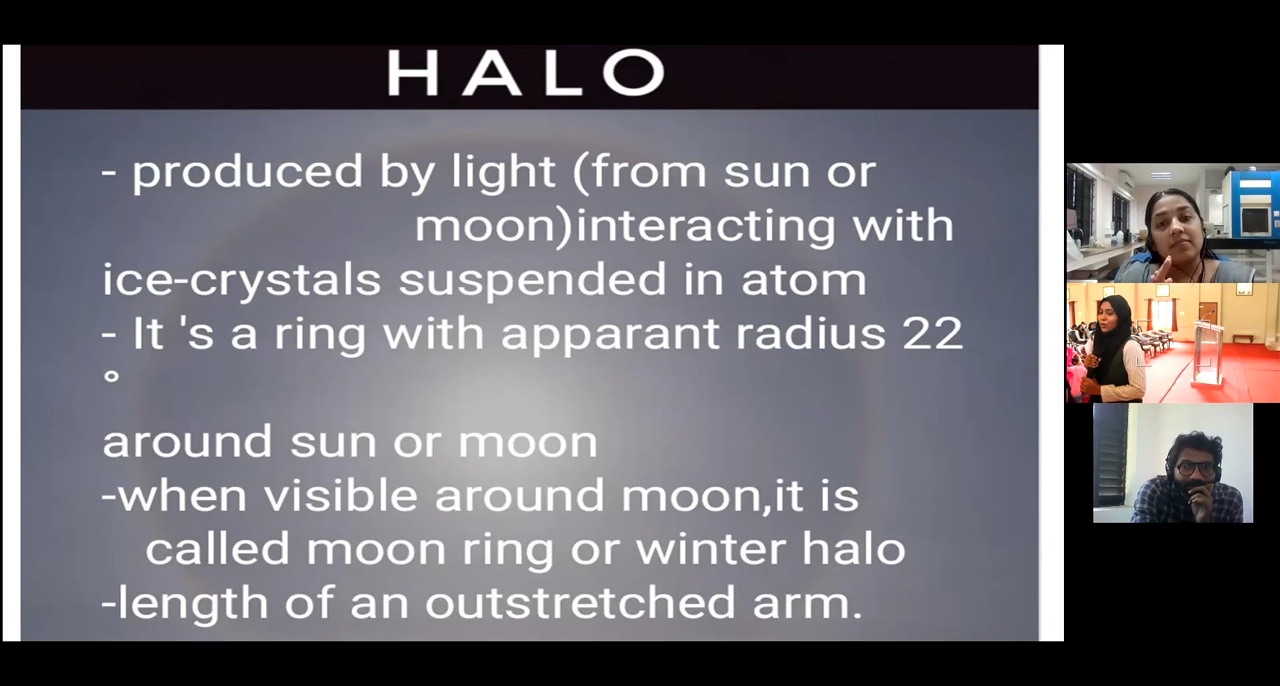 HALO
- produced by light (from sun or
moon)interacting with
ice-crystals suspended in atom
- It 's a ring with apparant radius 22
°
around sun or moon
-when visible around moon,it is
called moon ring or winter halo
-length of an outstretched arm.